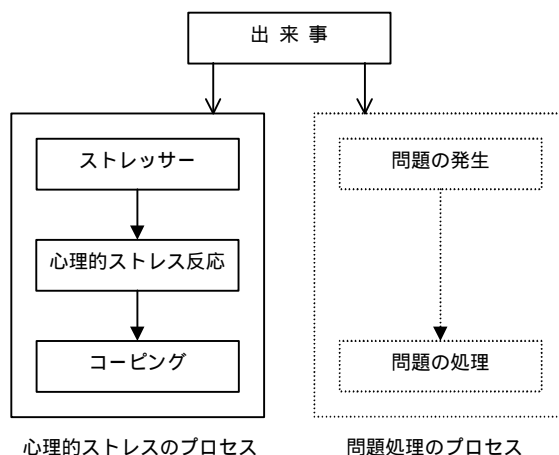 出 来 事
ストレッサー
心理的ストレス反応
コーピング
心理的ストレスのプロセス
問題の発生
問題の処理
問題処理のプロセス